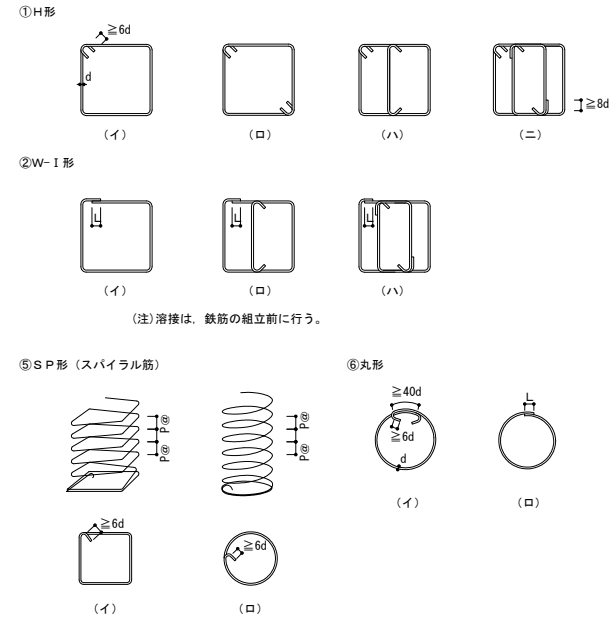 ①H形
≧6d
d
≧8d
（イ） （ロ） （ハ） （ニ）
②W-Ⅰ形
L L L
（イ） （ロ） （ハ）
(注)溶接は，鉄筋の組立前に行う。
⑤SP形（スパイラル筋） ⑥丸形
P@ P@ P@ P@
≧40d L
≧6d
d
（イ） （ロ）
≧6d ≧6d
（イ） （ロ）